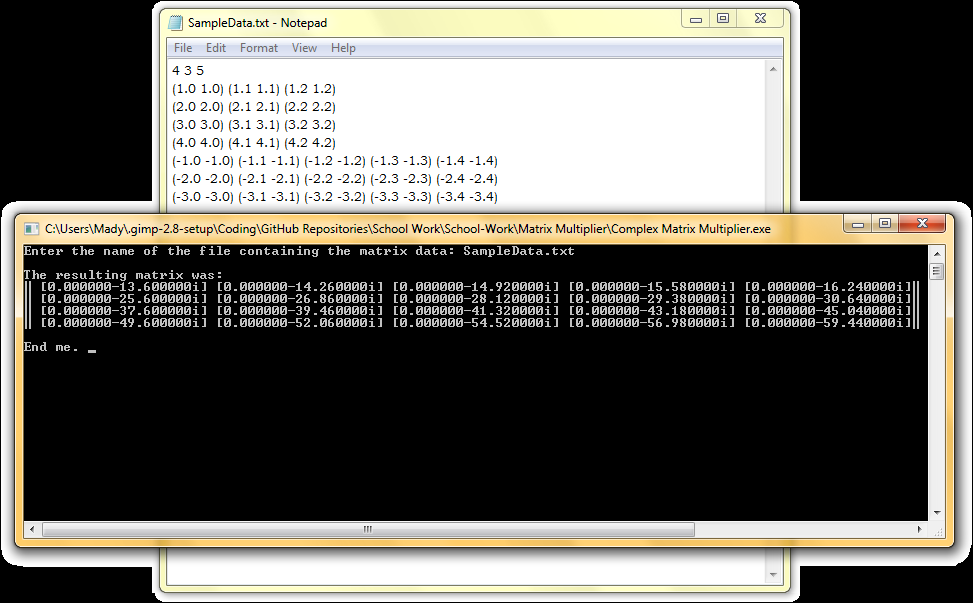 SampleData.txt - Notepad
File Edit Format View Help
4 3 5
(1.0 1.0) (1.1 1.1) (1.2 1.2)
(2.0 2.0) (2.1 2.1) (2.2 2.2)
(3.0 3.0) (3.1 3.1) (3.2 3.2)
(4.0 4.0) (4.1 4.1) (4.2 4.2)
(-1.0 -1.0) (-1.1 -1.1) (-1.2 -1.2) (-1.3 -1.3) (-1.4 -1.4)
(-2.0 -2.0) (-2.1 -2.1) (-2.2 -2.2) (-2.3 -2.3) (-2.4 -2.4)
(-3.0 -3.0) (-3.1 -3.1) (-3.2 -3.2) (-3.3 -3.3) (-3.4 -3.4)
C:\Users\Mady\.gimp-2.8-setup\Coding\GitHub Repositories\School Work\School-Work\Matrix Multiplier\Complex Matrix Multiplier.exe
Enter the name of the file containing the matrix data: SampleData.txt
The resulting matrix was:
|| [0.000000-13.600000i] [0.000000-14.260000i] [0.000000-14.920000i] [0.000000-15.580000i] [0.000000-16.240000i]||
|| [0.000000-25.600000i] [0.000000-26.860000i] [0.000000-28.120000i] [0.000000-29.380000i] [0.000000-30.640000i]||
|| [0.000000-37.600000i] [0.000000-39.460000i] [0.000000-41.320000i] [0.000000-43.180000i] [0.000000-45.040000i]||
|| [0.000000-49.600000i] [0.000000-52.060000i] [0.000000-54.520000i] [0.000000-56.980000i] [0.000000-59.440000i]||
End me. _